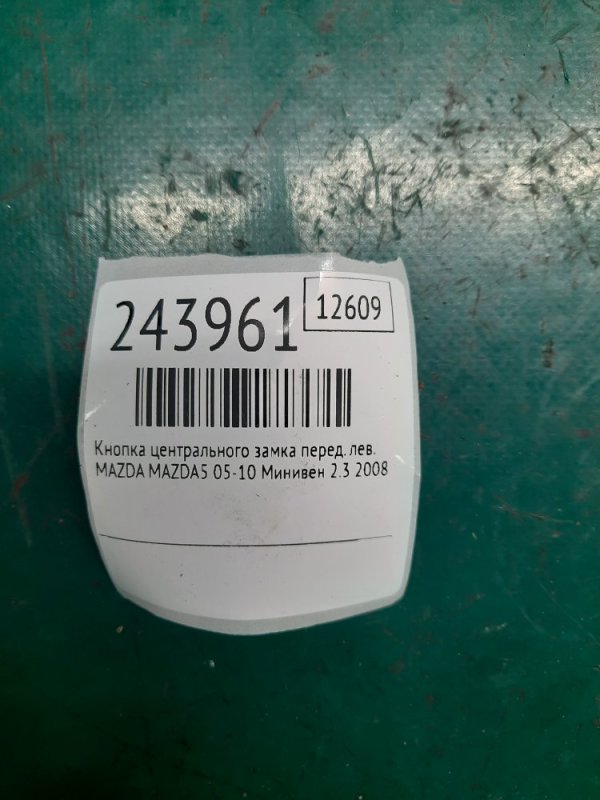 243961 12609
Кнопка центрального замка перед. лев.
MAZDA MAZDA5 05-10 Минивен 2.3 2008